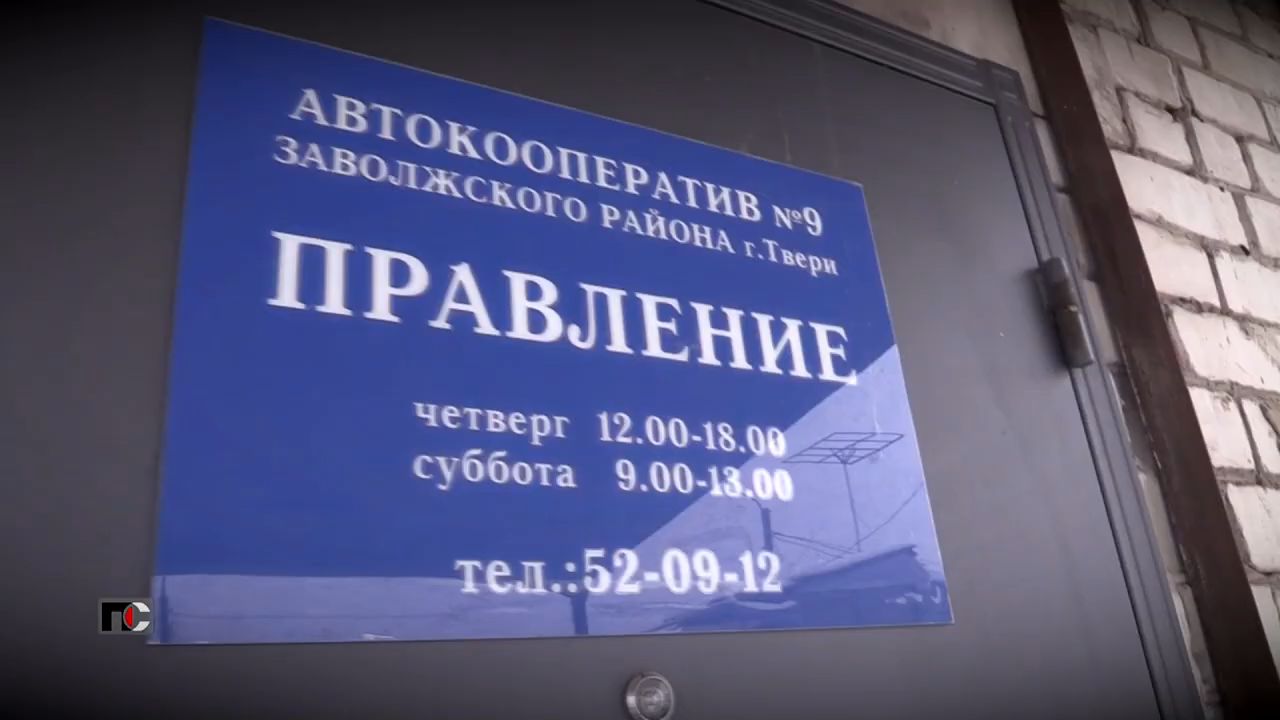 АВТОКООПЕРАТИВ №9
ЗАВОЛЖСКОГО РАЙОНА г.Твери
ПРАВЛЕНИЕ
четверг 12.00-18.00
суббота 9.00-13.00
тел.:52-09-12
ПС